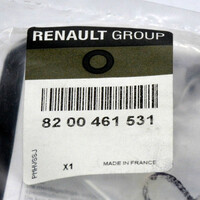 RENAULT GROUP
82 00 461 531
X1
MADE IN FRANCE